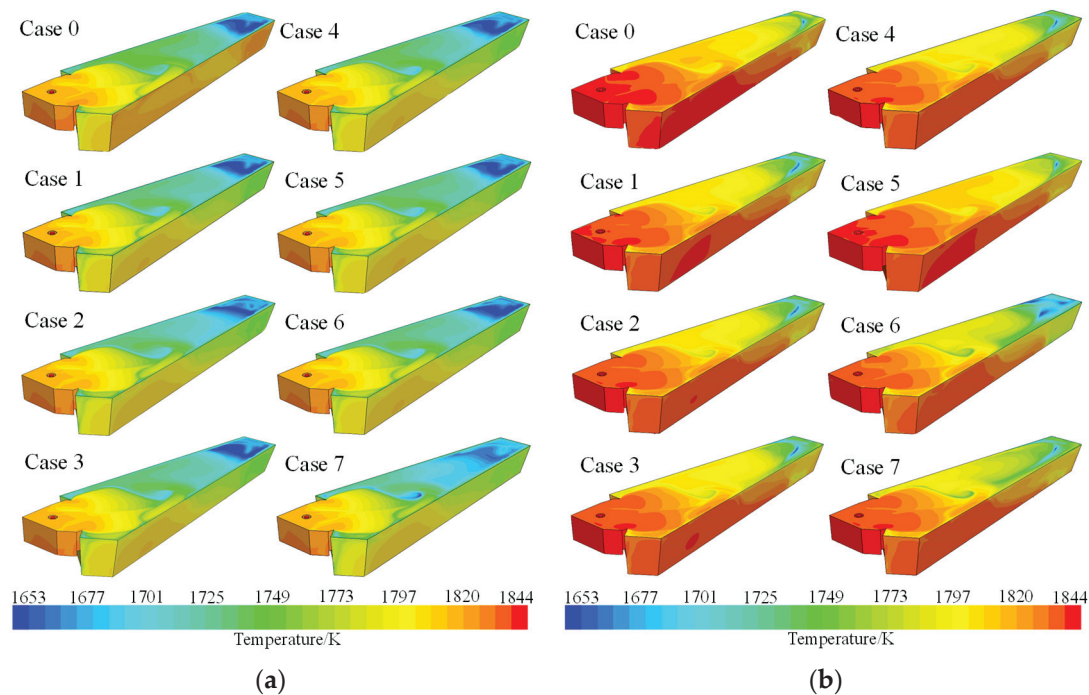 Case 0
Case 4
Case 1
Case 5
Case 2
Case 6
Case 3
Case 7
1653 1677 1701 1725 1749 1773 1797 1820 1844
Temperature/K
(a)
Case 0
Case 4
Case 1
Case 5
Case 2
Case 6
Case 3
Case 7
1653 1677 1701 1725 1749 1773 1797 1820 1844
Temperature/K
(b)